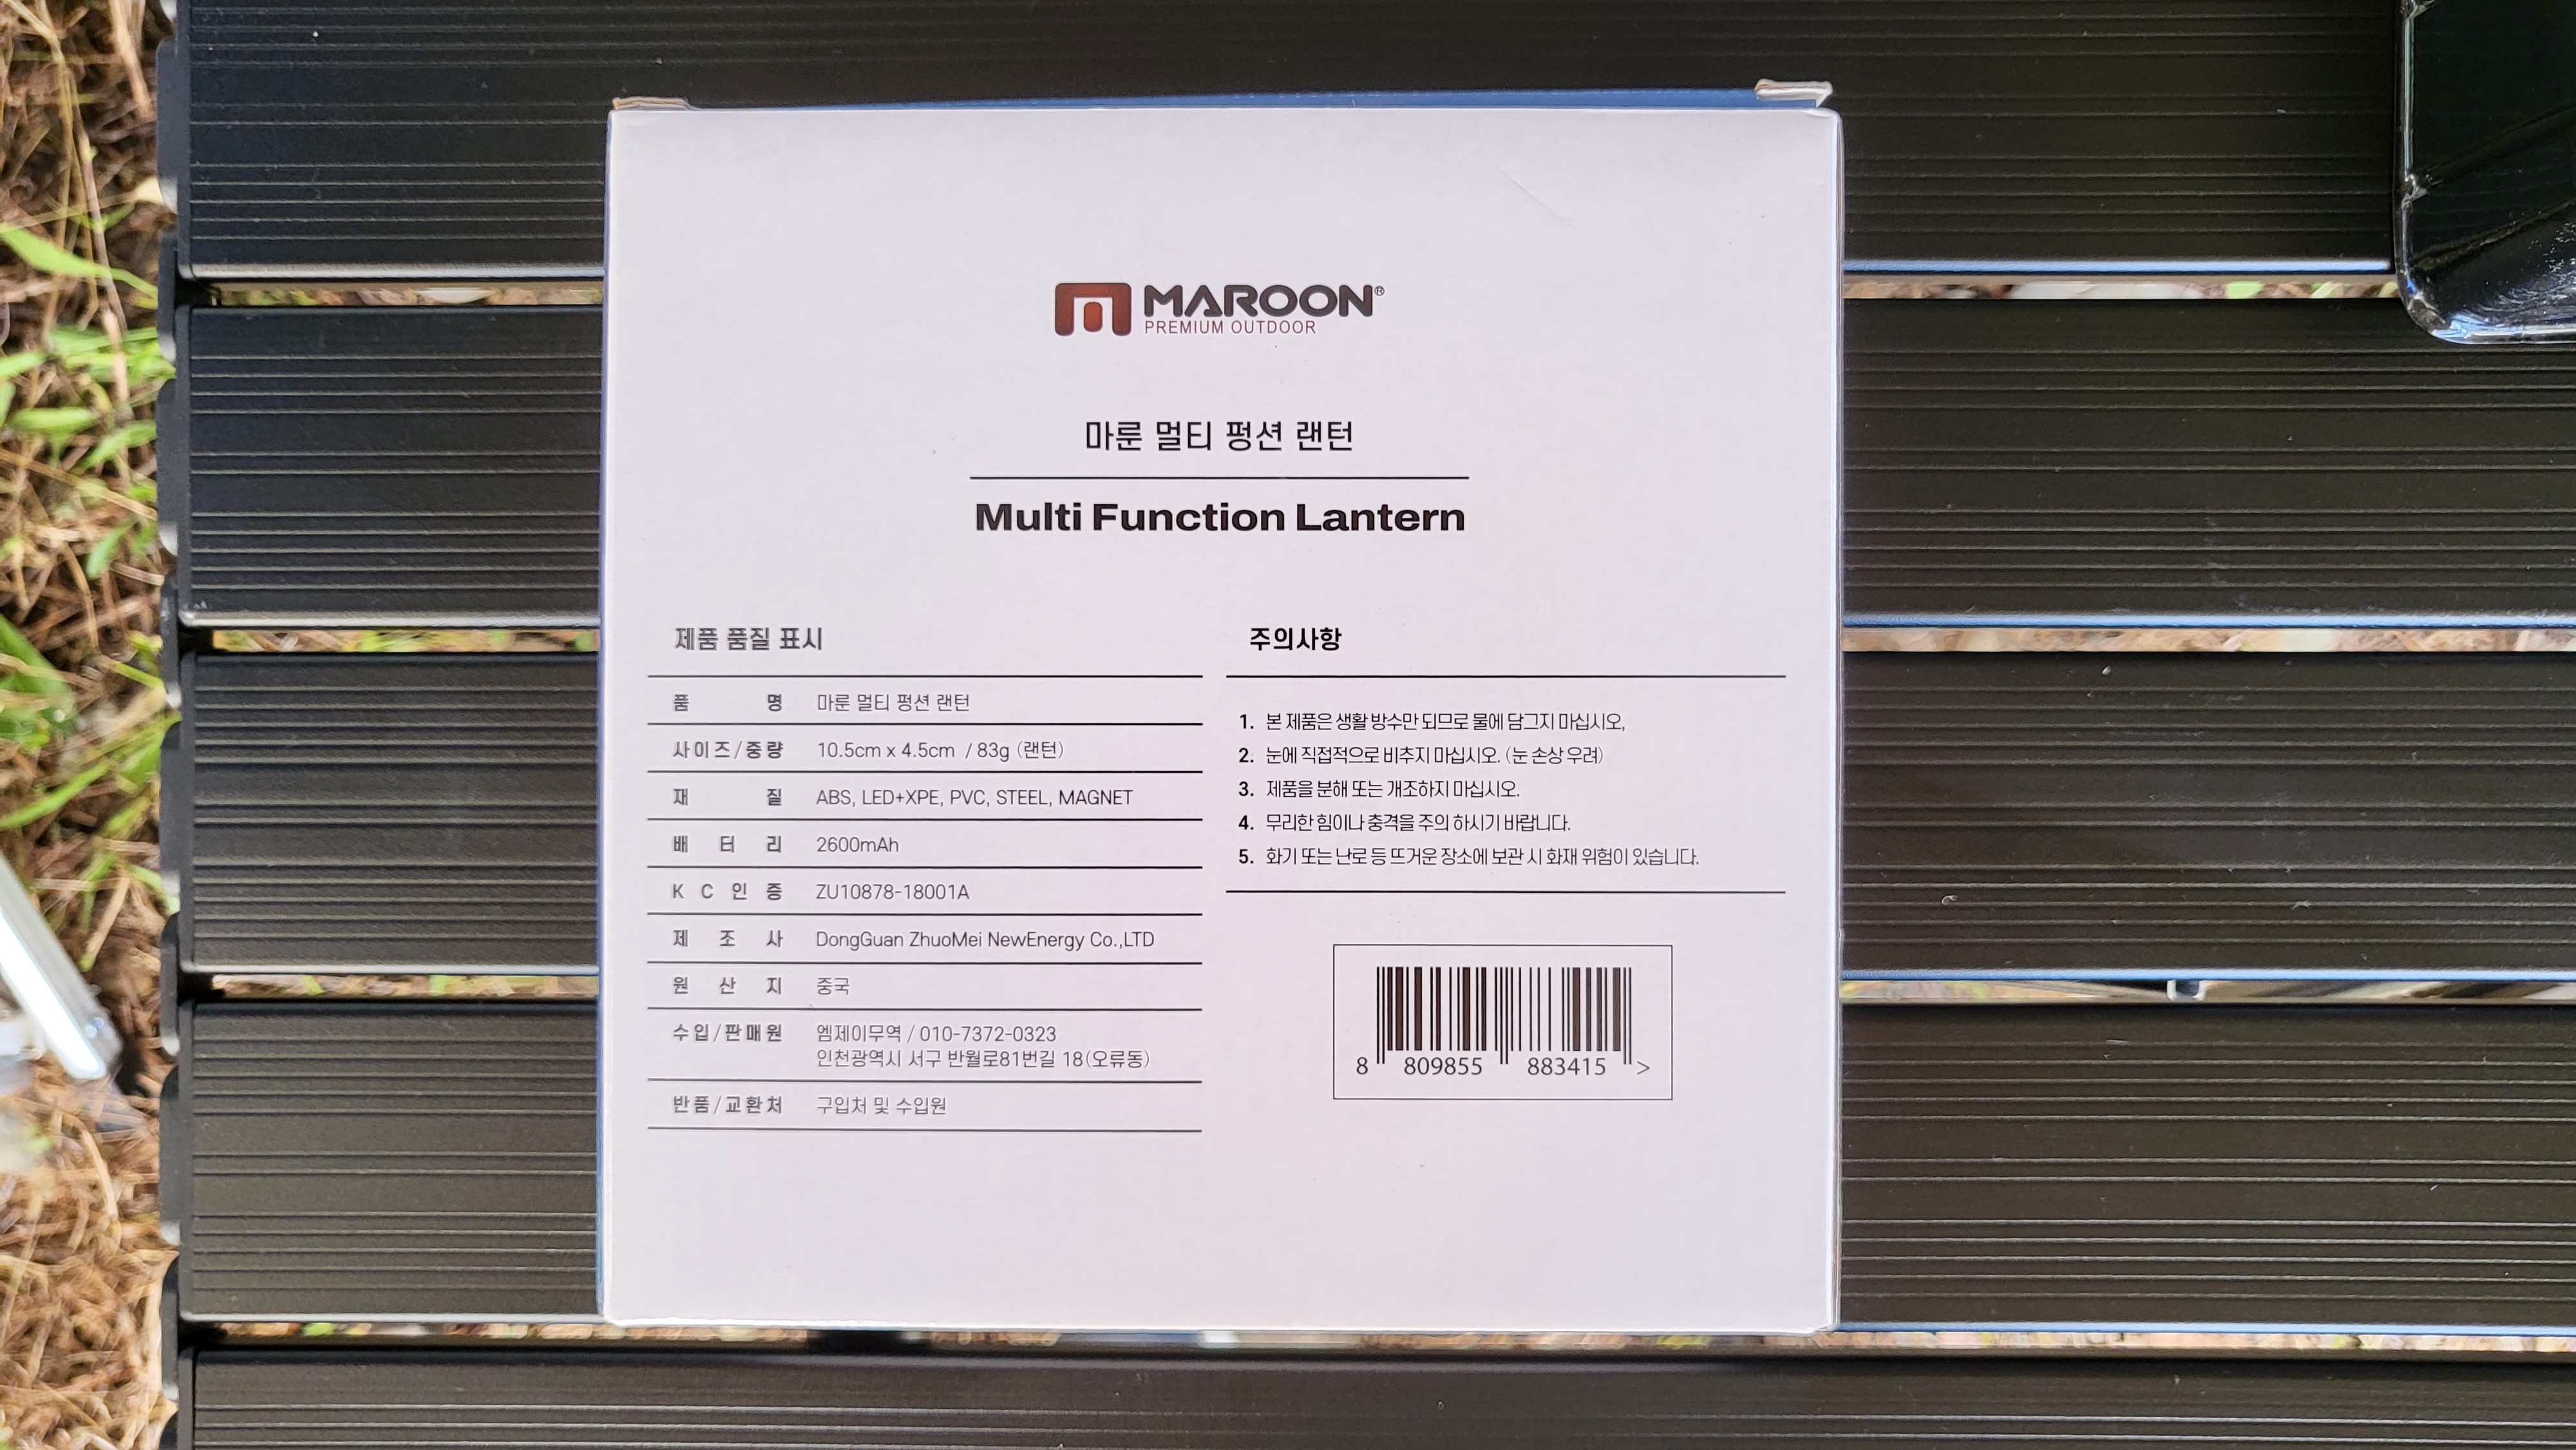 MAROON®
PREMIUM OUTDOOR
마룬 멀티 펑션 랜턴
Multi Function Lantern
제품 품질 표시
품 명 마룬 멀티 펑션 랜턴
사이즈/중량 10.5cm x 4.5cm / 83g (랜턴)
재 질 ABS, LED+XPE, PVC, STEEL, MAGNET
배 터 리 2600mAh
K C 인 증 ZU10878-18001A
제 조 사 DongGuan ZhuoMei NewEnergy Co.,LTD
원 산 지 중국
수입/판매원 엠제이무역 / 010-7372-0323
인천광역시 서구 반월로81번길 18(오류동)
반품/교환처 구입처 및 수입원
주의사항
1. 본 제품은 생활 방수만 되므로 물에 담그지 마십시오,
2. 눈에 직접적으로 비추지 마십시오. (눈 손상 우려)
3. 제품을 분해 또는 개조하지 마십시오.
4. 무리한 힘이나 충격을 주의 하시기 바랍니다.
5. 화기 또는 난로 등 뜨거운 장소에 보관 시 화재 위험이 있습니다.
8 809855 883415 >